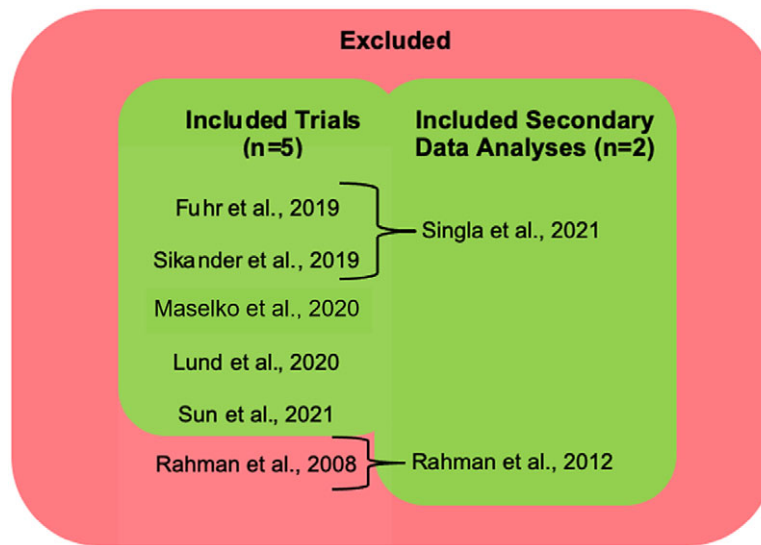 Excluded
Included Trials
(n=5)
Fuhr et al., 2019
Sikander et al., 2019
Maselko et al., 2020
Lund et al., 2020
Sun et al., 2021
Rahman et al., 2008
Included Secondary
Data Analyses (n=2)
Singla et al., 2021
Rahman et al., 2012